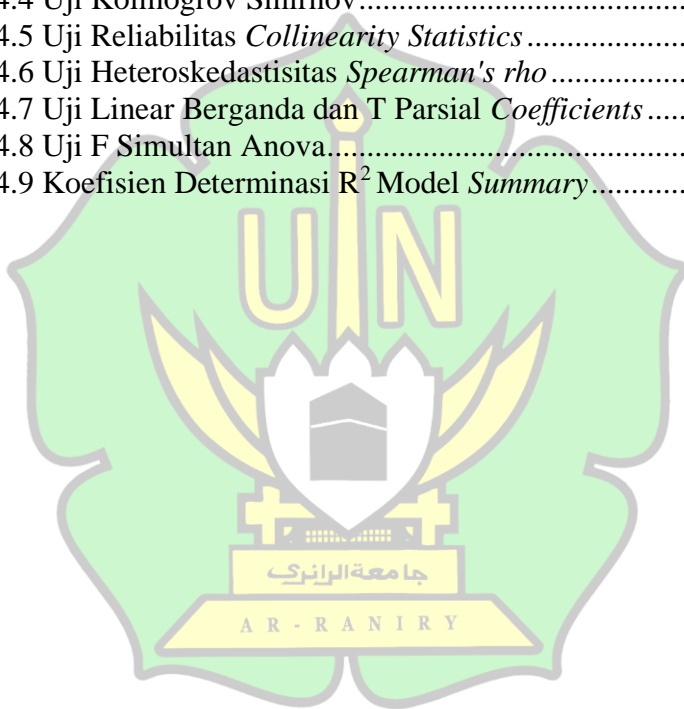 4.4 Uji Kolmogrov Smirnov
4.5 Uji Reliabilitas Collinearity Statistics
4.6 Uji Heteroskedastisitas Spearman's rho
4.7 Uji Linear Berganda dan T Parsial Coefficients
4.8 Uji F Simultan Anova
4.9 Koefisien Determinasi R² Model Summary
UIN
جامعة الرانري
AR-RANIRY